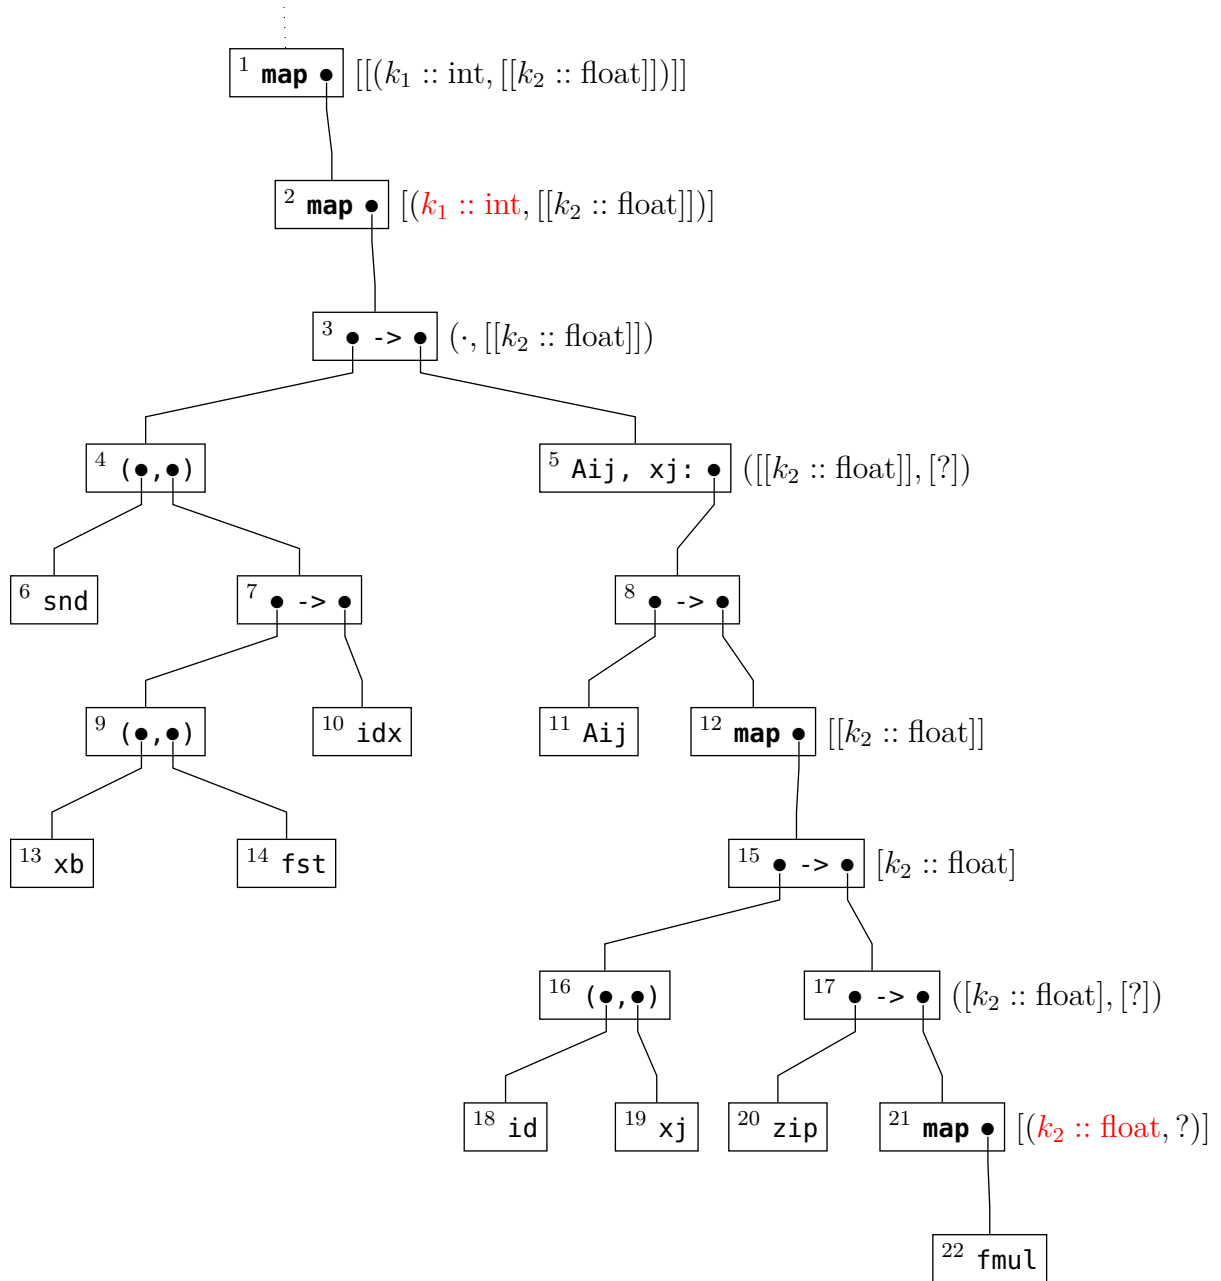 1 map ● [[(k₁ :: int, [[k₂ :: float]])]]
2 map ● [(k₁ :: int, [[k₂ :: float]])]
3 ● -> ● (·, [[k₂ :: float]])
4 (●,●)
5 Aij, xj: ● ([[k₂ :: float]], [?])
6 snd
7 ● -> ●
8 ● -> ●
9 (●,●)
10 idx
11 Aij
12 map ● [[k₂ :: float]]
13 xb
14 fst
15 ● -> ● [k₂ :: float]
16 (●,●)
17 ● -> ● ([k₂ :: float], [?])
18 id
19 xj
20 zip
21 map ● [(k₂ :: float, ?)]
22 fmul